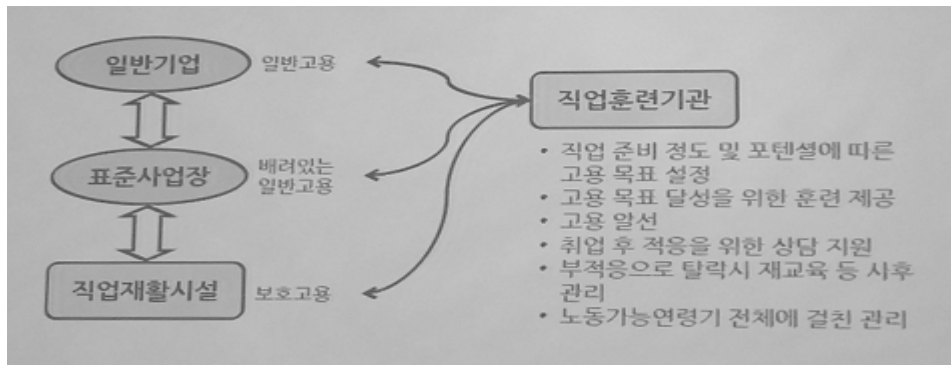 일반기업
일반고용
직업훈련기관
표준사업장
배려있는
일반고용
직업재활시설
보호고용
• 직업 준비 정도 및 포텐셜에 따른
고용 목표 설정
• 고용 목표 달성을 위한 훈련 제공
• 고용 알선
• 취업 후 적응을 위한 상담 지원
• 부적응으로 탈락시 재교육 등 사후
관리
• 노동가능연령기 전체에 걸친 관리